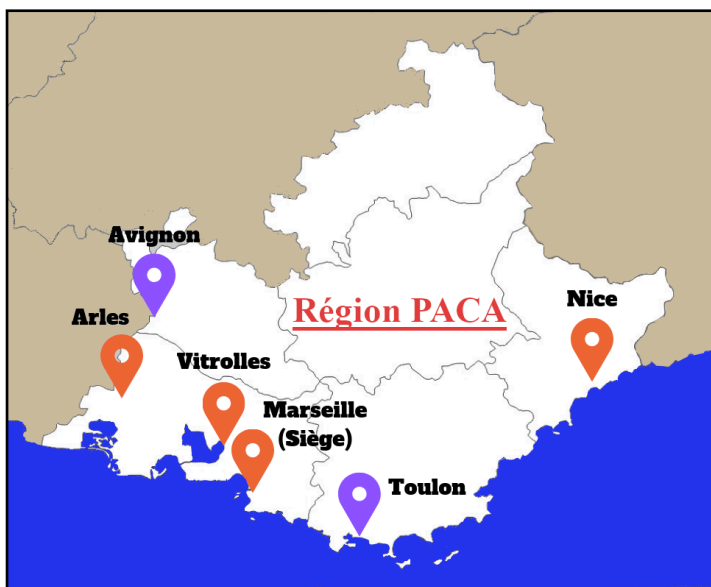 Avignon
Région PACA
Nice
Arles
Vitrolles
Marseille
(Siège)
Toulon